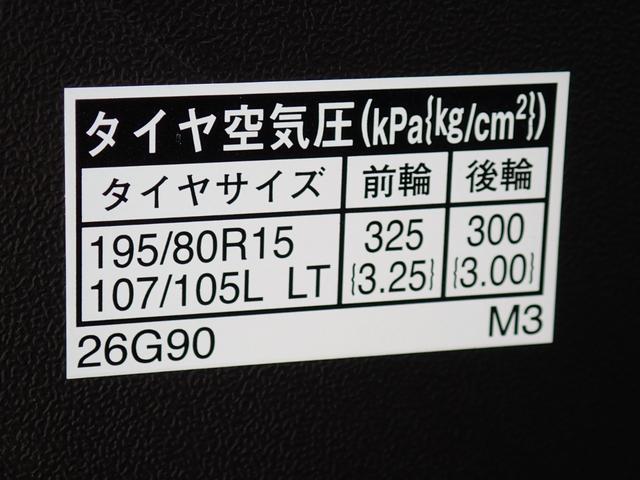 タイヤ空気圧(kPa{kg/cm²})
タイヤサイズ 前輪 後輪
195/80R15 325 300
107/105L LT {3.25} {3.00}
26G90 M3